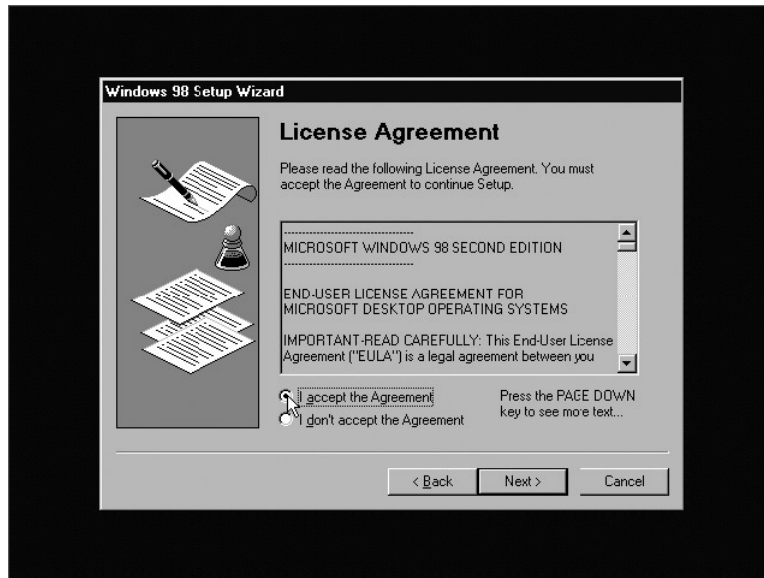 Windows 98 Setup Wizard
License Agreement
Please read the following License Agreement. You must
accept the Agreement to continue Setup.
------------------------------
MICROSOFT WINDOWS 98 SECOND EDITION
------------------------------
END-USER LICENSE AGREEMENT FOR
MICROSOFT DESKTOP OPERATING SYSTEMS
IMPORTANT-READ CAREFULLY: This End-User License
Agreement ("EULA") is a legal agreement between you
I accept the Agreement
Press the PAGE DOWN
key to see more text...
I don't accept the Agreement
< Back
Next >
Cancel